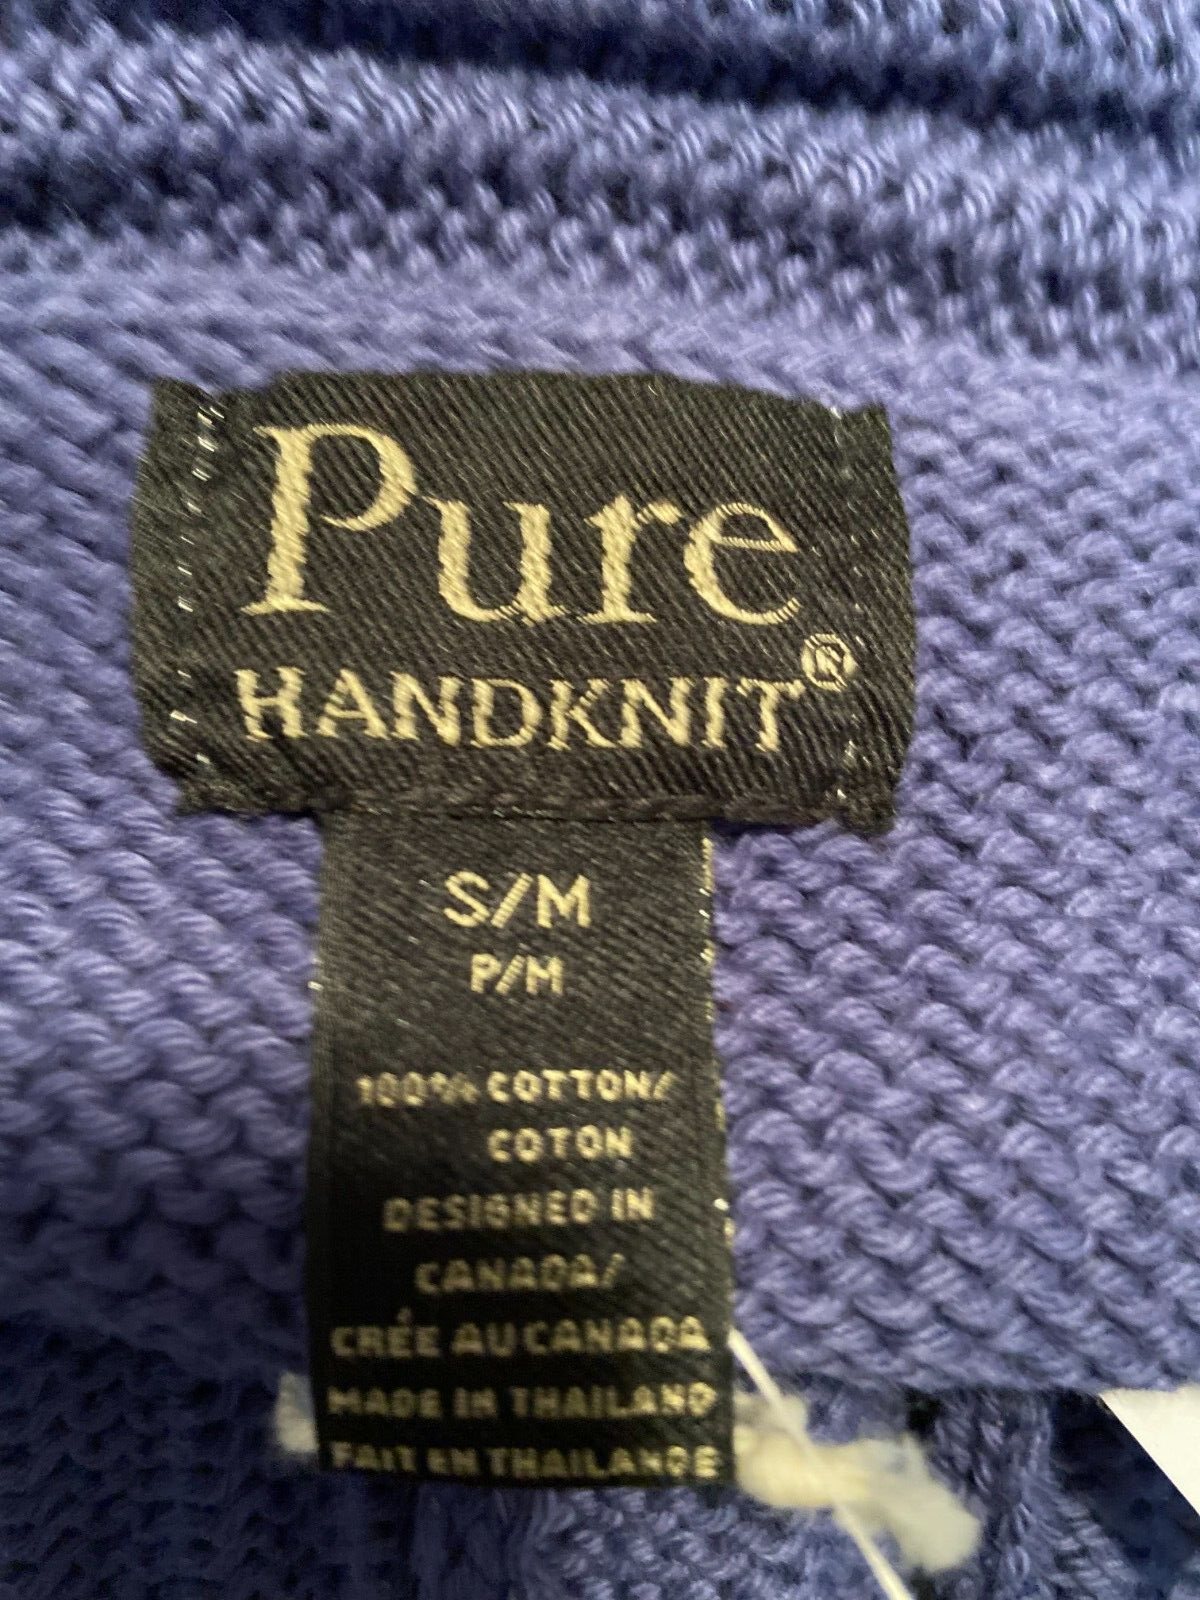 Pure
HANDKNIT®
S/M
P/M
100% COTTON/
COTON
DESIGNED IN
CANADA/
CRÉE AU CANADA
MADE IN THAILAND
FAIT EN THAILANDE